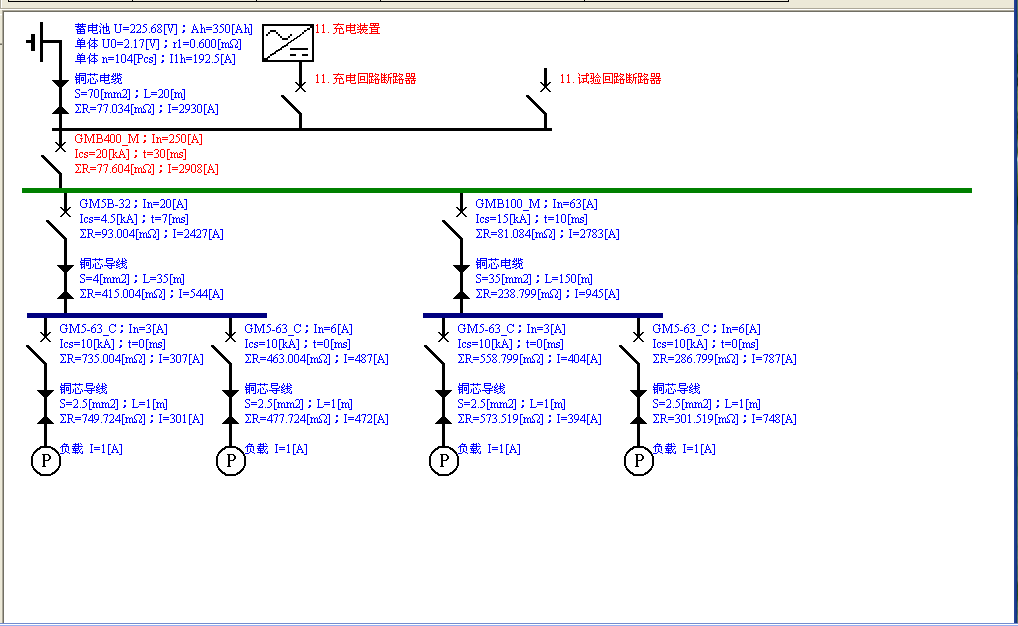 蓄电池 U=225.68[V]；Ah=350[Ah]
单体 U0=2.17[V]；r1=0.600[mΩ]
单体 n=104[Pcs]；I1h=192.5[A]
11. 充电装置
铜芯电缆
S=70[mm2]；L=20[m]
ΣR=77.034[mΩ]；I=2930[A]
11. 充电回路断路器
11. 试验回路断路器
GMB400_M；In=250[A]
Ics=20[kA]；t=30[ms]
ΣR=77.604[mΩ]；I=2908[A]
GM5B-32；In=20[A]
Ics=4.5[kA]；t=7[ms]
ΣR=93.004[mΩ]；I=2427[A]
铜芯导线
S=4[mm2]；L=35[m]
ΣR=415.004[mΩ]；I=544[A]
GMB100_M；In=63[A]
Ics=15[kA]；t=10[ms]
ΣR=81.084[mΩ]；I=2783[A]
铜芯电缆
S=35[mm2]；L=150[m]
ΣR=238.799[mΩ]；I=945[A]
GM5-63_C；In=3[A]
Ics=10[kA]；t=0[ms]
ΣR=735.004[mΩ]；I=307[A]
铜芯导线
S=2.5[mm2]；L=1[m]
ΣR=749.724[mΩ]；I=301[A]
负载 I=1[A]
P
GM5-63_C；In=6[A]
Ics=10[kA]；t=0[ms]
ΣR=463.004[mΩ]；I=487[A]
铜芯导线
S=2.5[mm2]；L=1[m]
ΣR=477.724[mΩ]；I=472[A]
负载 I=1[A]
P
GM5-63_C；In=3[A]
Ics=10[kA]；t=0[ms]
ΣR=558.799[mΩ]；I=404[A]
铜芯导线
S=2.5[mm2]；L=1[m]
ΣR=573.519[mΩ]；I=394[A]
负载 I=1[A]
P
GM5-63_C；In=6[A]
Ics=10[kA]；t=0[ms]
ΣR=286.799[mΩ]；I=787[A]
铜芯导线
S=2.5[mm2]；L=1[m]
ΣR=301.519[mΩ]；I=748[A]
负载 I=1[A]
P